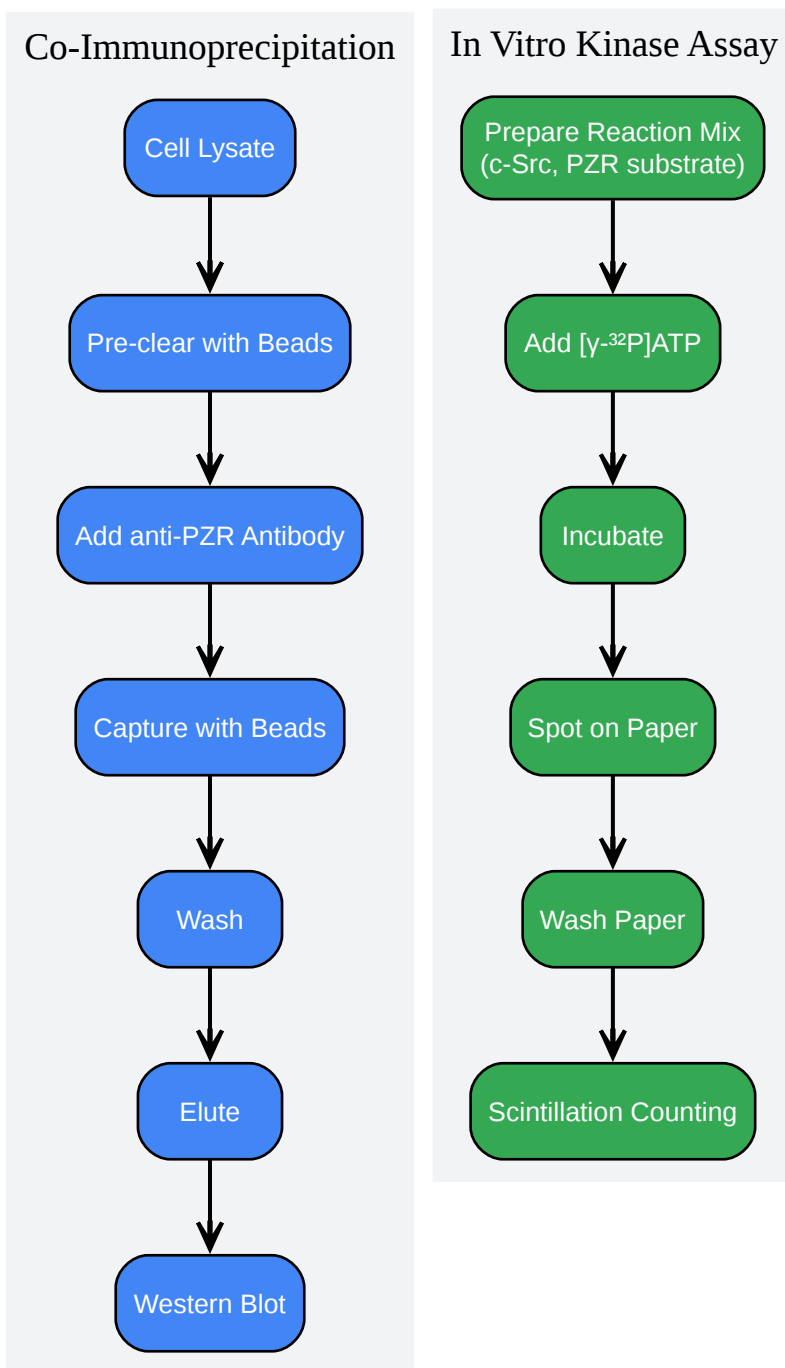 Co-Immunoprecipitation
Cell Lysate
Pre-clear with Beads
Add anti-PZR Antibody
Capture with Beads
Wash
Elute
Western Blot
In Vitro Kinase Assay
Prepare Reaction Mix
(c-Src, PZR substrate)
Add [γ-³²P]ATP
Incubate
Spot on Paper
Wash Paper
Scintillation Counting